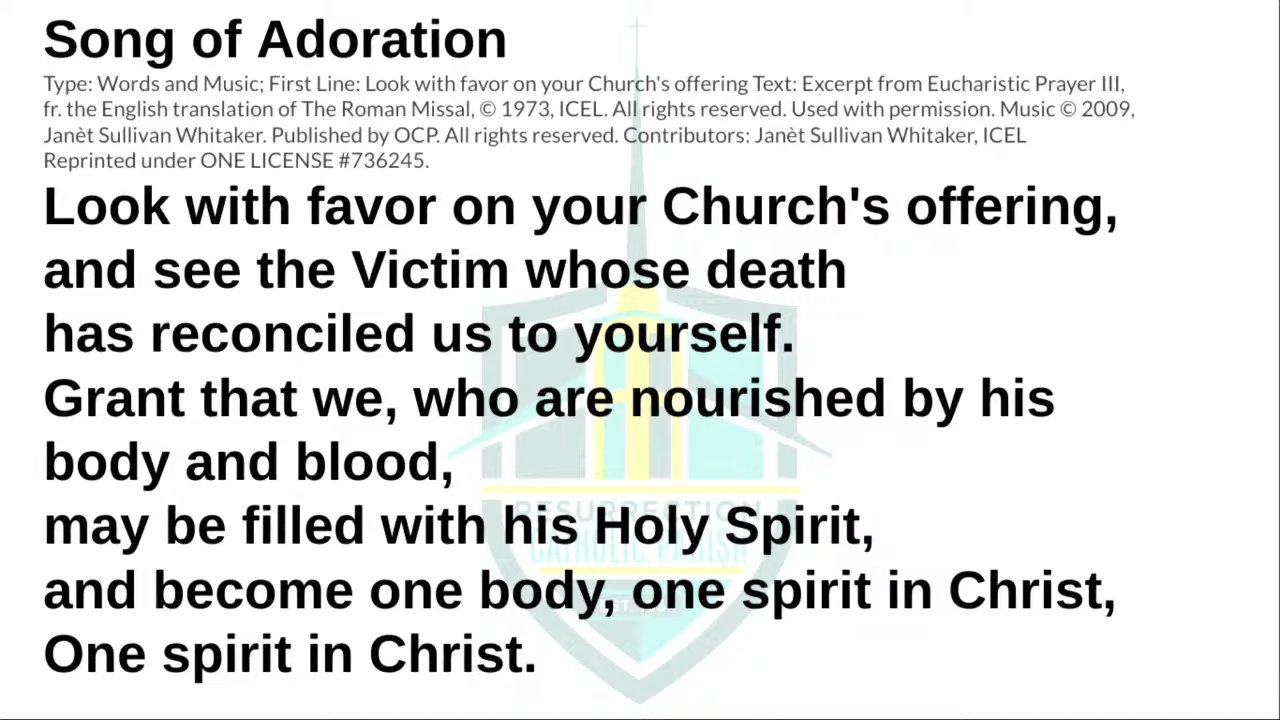 Song of Adoration
Type: Words and Music; First Line: Look with favor on your Church's offering Text: Excerpt from Eucharistic Prayer III,
fr. the English translation of The Roman Missal, © 1973, ICEL. All rights reserved. Used with permission. Music © 2009,
Janèt Sullivan Whitaker. Published by OCP. All rights reserved. Contributors: Janèt Sullivan Whitaker, ICEL
Reprinted under ONE LICENSE #736245.
Look with favor on your Church's offering,
and see the Victim whose death
has reconciled us to yourself.
Grant that we, who are nourished by his
body and blood,
RESURRECTION
may be filled with his Holy Spirit,
CATHOLIC PARISH
and become one body, one spirit in Christ,
One spirit in Christ.